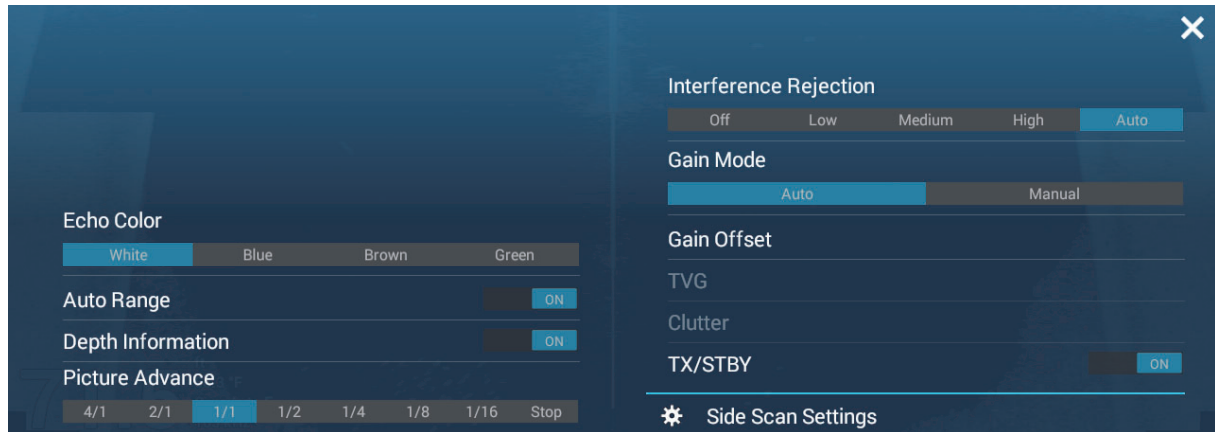 Echo Color
White Blue Brown Green
Auto Range ON
Depth Information ON
Picture Advance
4/1 2/1 1/1 1/2 1/4 1/8 1/16 Stop
Interference Rejection
Off Low Medium High Auto
Gain Mode
Auto Manual
Gain Offset
TVG
Clutter
TX/STBY ON
Side Scan Settings